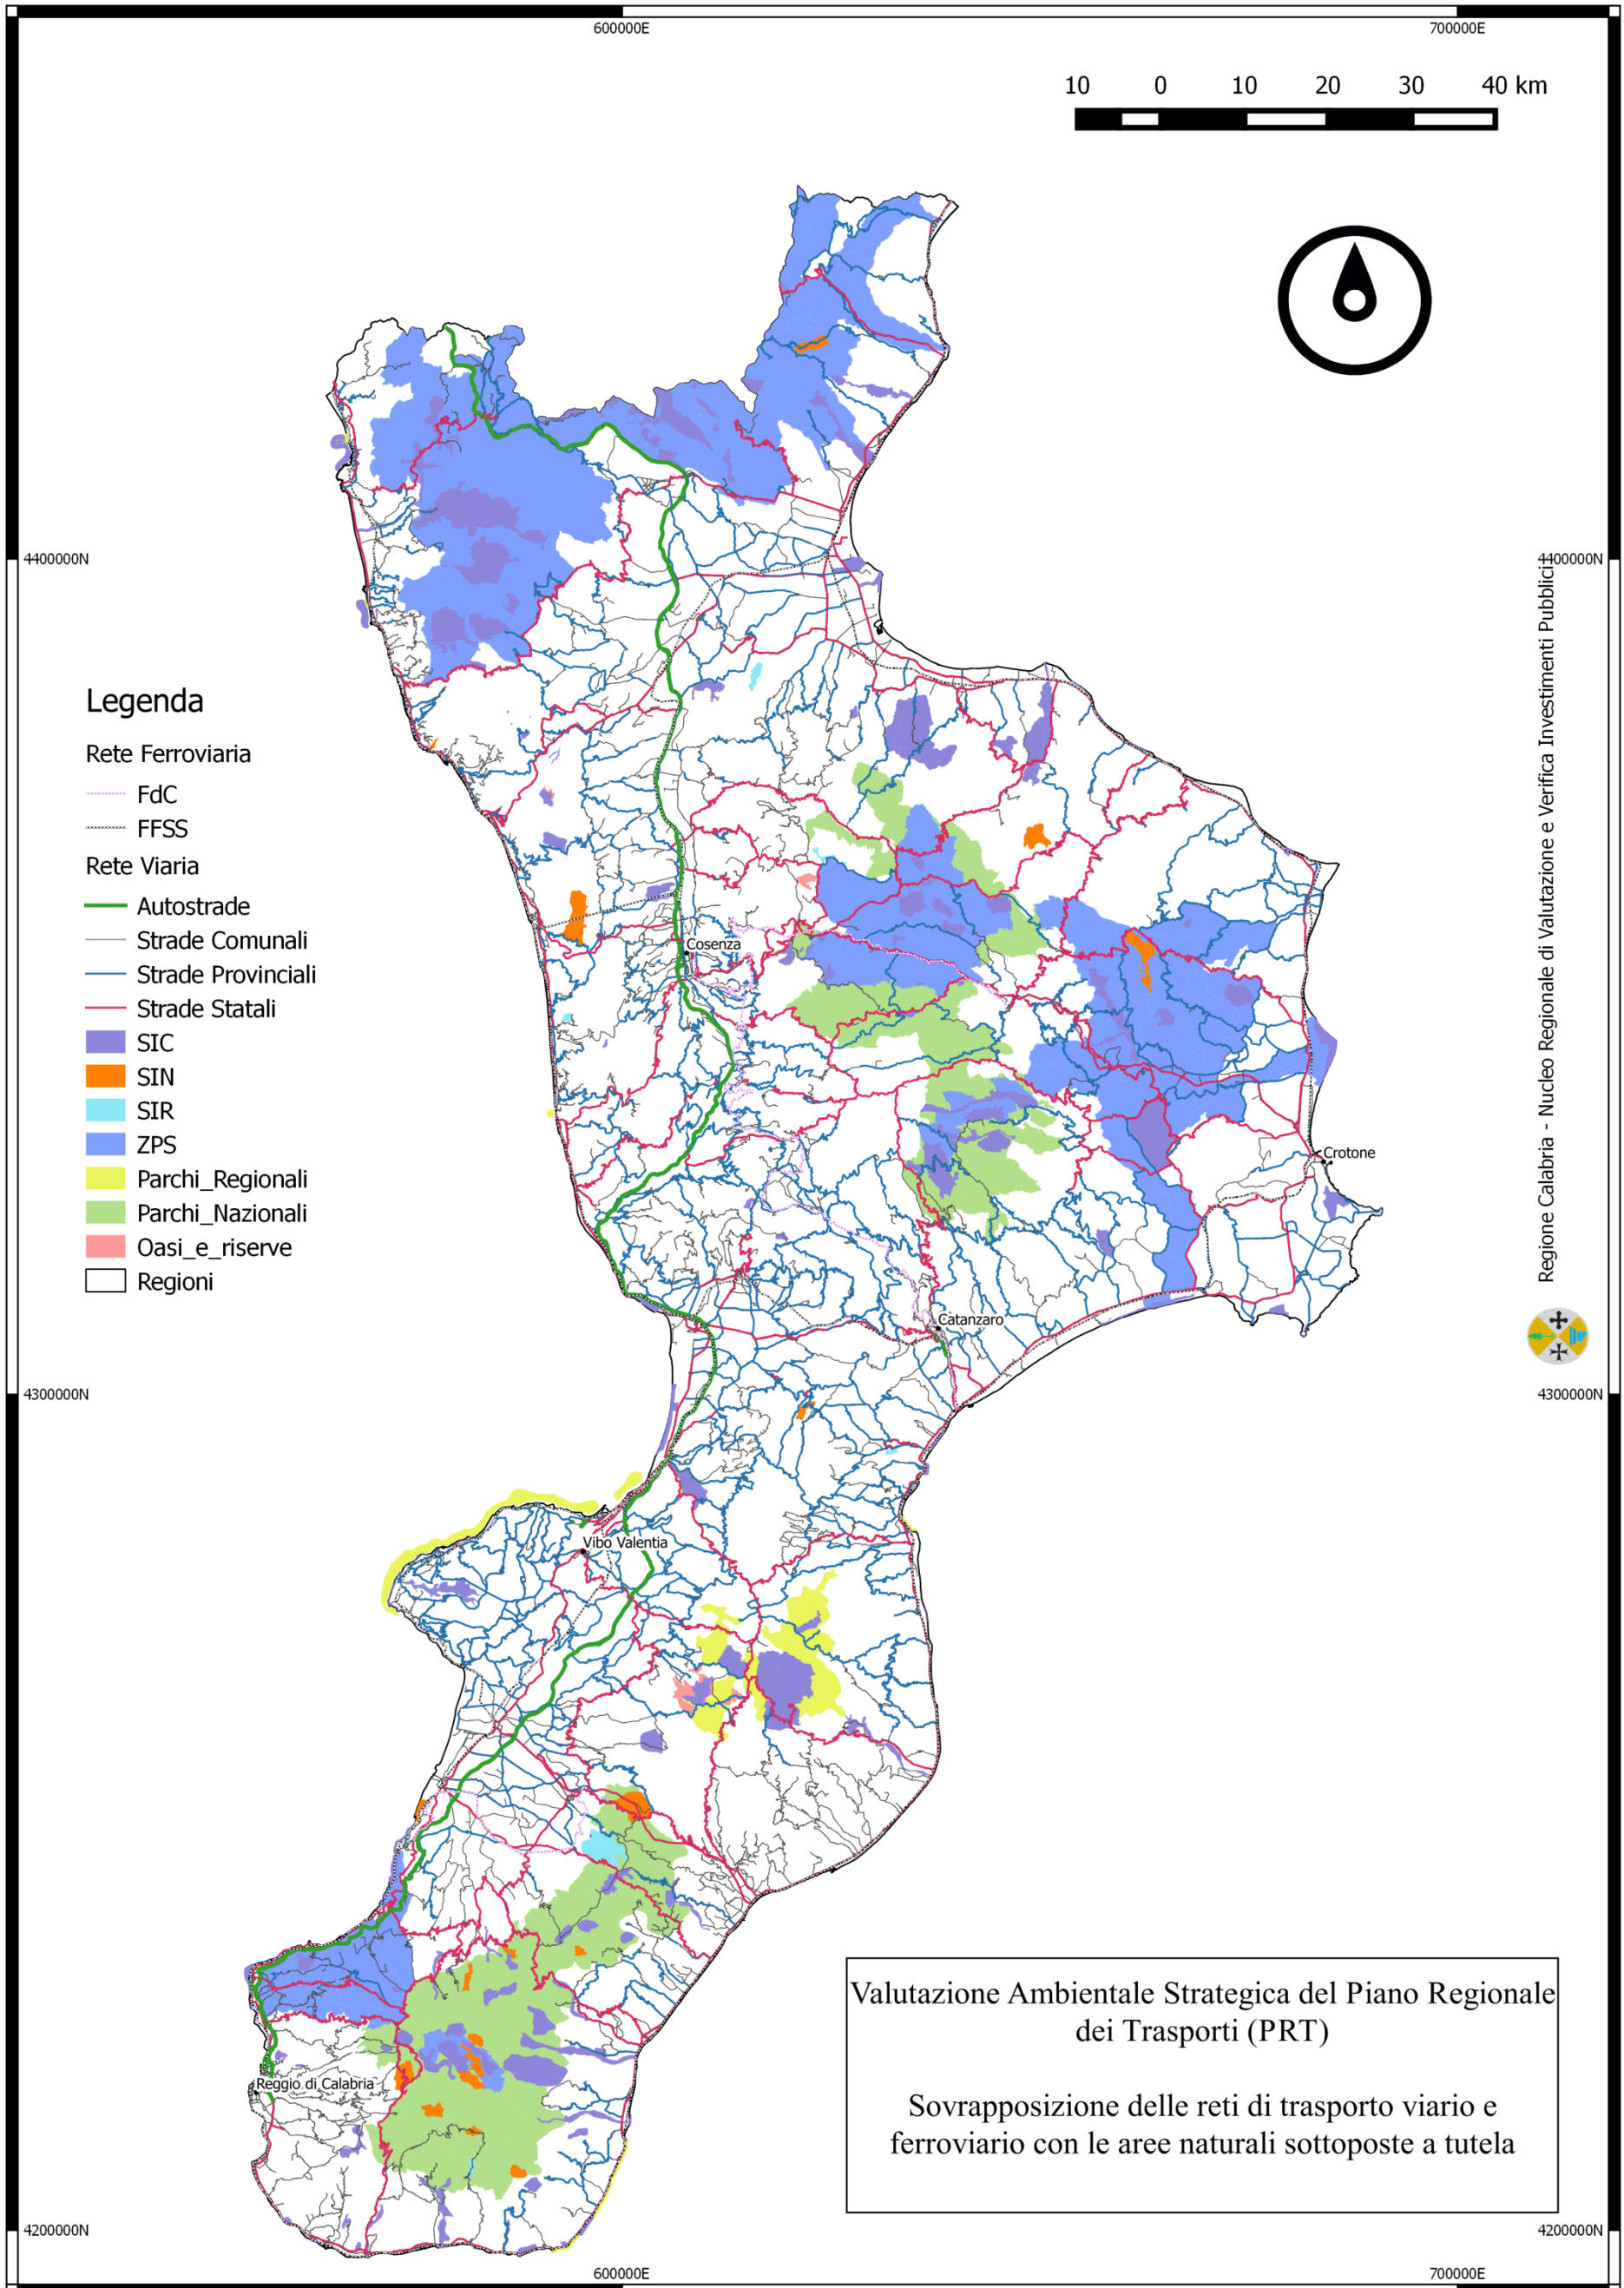 600000E
700000E
10 0 10 20 30 40 km
4400000N
4400000N
Legenda
Rete Ferroviaria
FdC
FFSS
Rete Viaria
Autostrade
Strade Comunali
Strade Provinciali
Strade Statali
SIC
SIN
SIR
ZPS
Parchi_Regionali
Parchi_Nazionali
Oasi_e_riserve
Regioni
Cosenza
Crotone
Catanzaro
Vibo Valentia
Reggio di Calabria
Regione Calabria - Nucleo Regionale di Valutazione e Verifica Investimenti Pubblici
4300000N
4300000N
Valutazione Ambientale Strategica del Piano Regionale
dei Trasporti (PRT)
Sovrapposizione delle reti di trasporto viario e
ferroviario con le aree naturali sottoposte a tutela
4200000N
4200000N
600000E
700000E